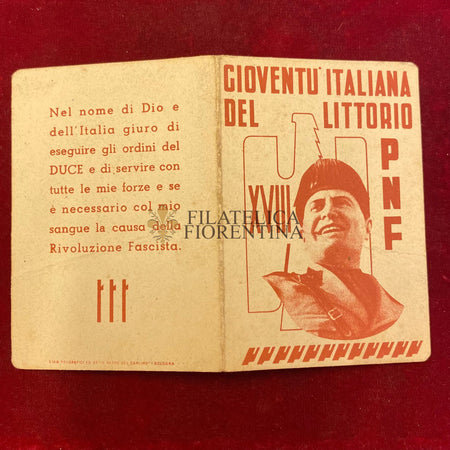 Nel nome di Dio e
dell'Italia giuro di
eseguire gli ordini del
DUCE e di servire con
tutte le mie forze e se
è necessario col mio
sangue la causa della
Rivoluzione Fascista.
GIOVENTU' ITALIANA
DEL LITTORIO
PNF
XVIII
FILATELICA
FIORENTINA